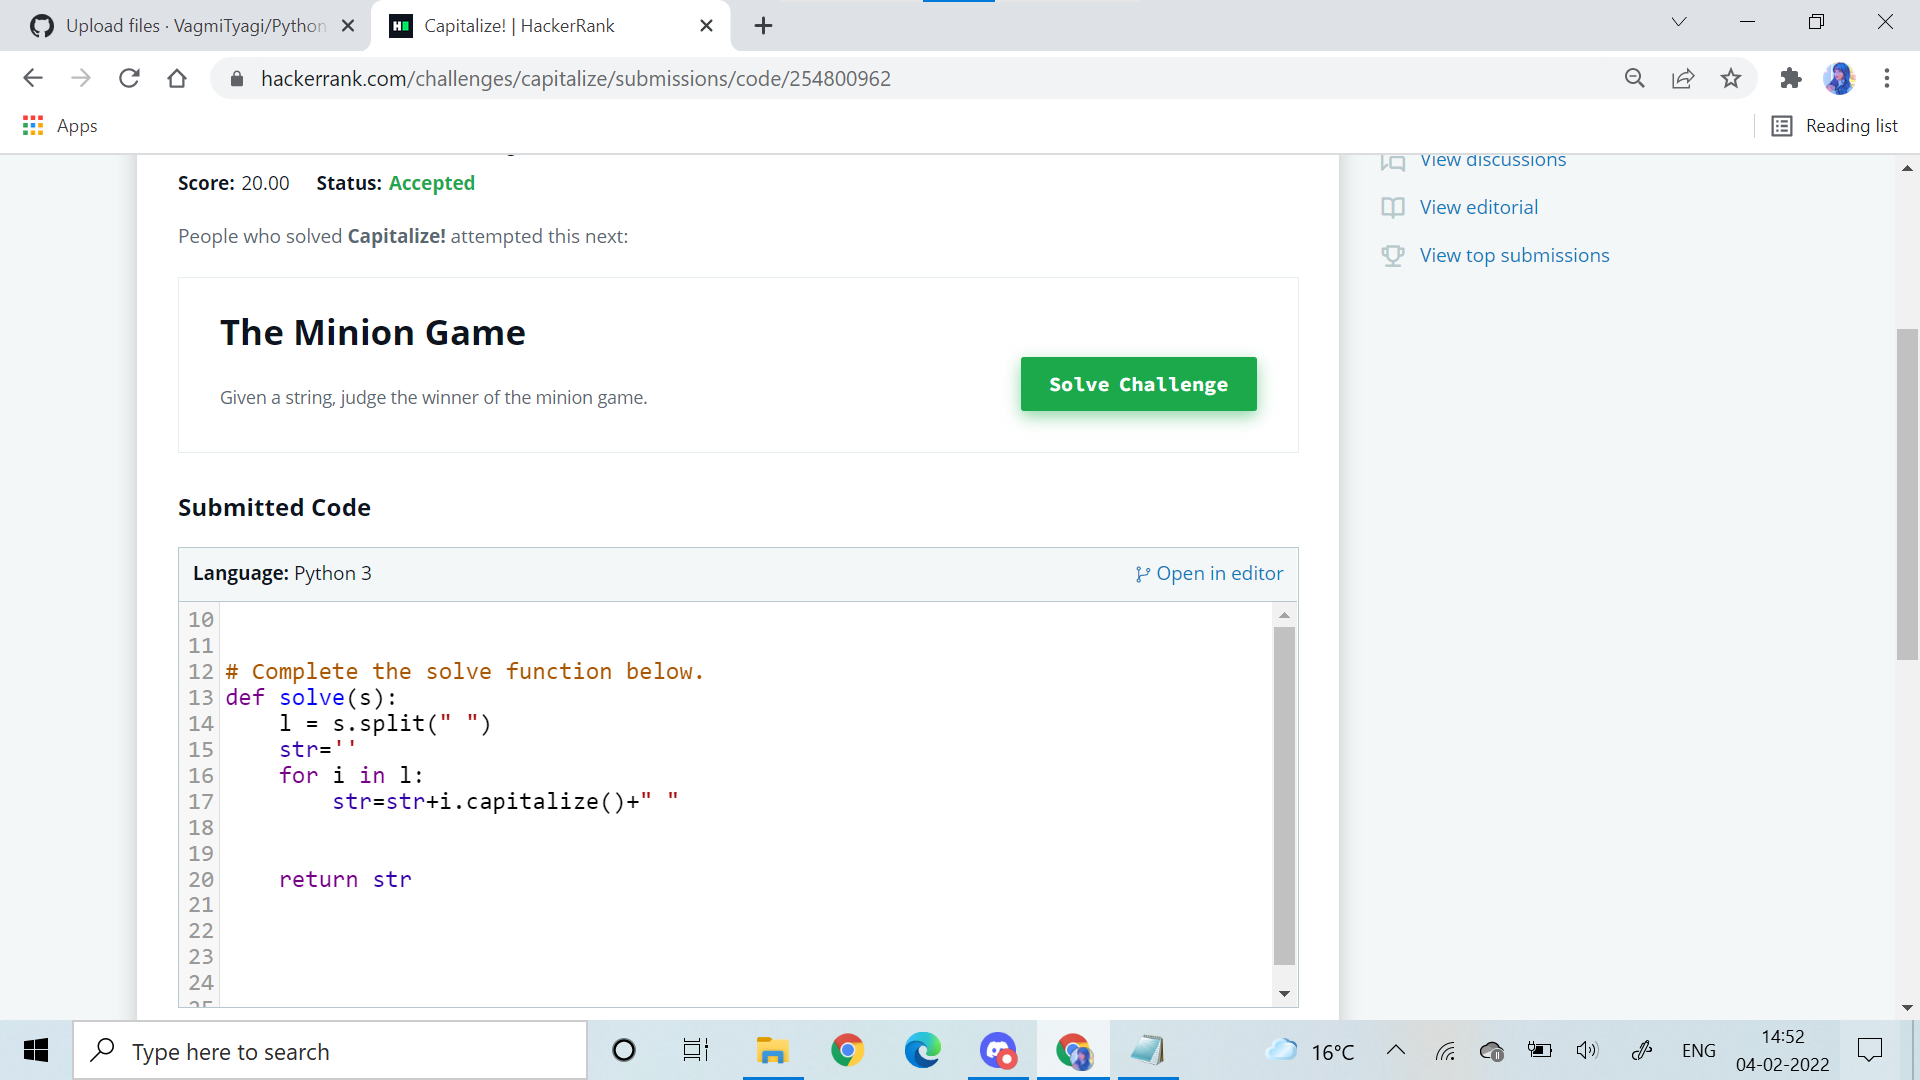 Upload files · VagmiTyagi/Python
Capitalize! | HackerRank
hackerrank.com/challenges/capitalize/submissions/code/254800962
Apps
Reading list
Score: 20.00 Status: Accepted
View discussions
People who solved Capitalize! attempted this next:
View editorial
View top submissions
The Minion Game
Given a string, judge the winner of the minion game.
Solve Challenge
Submitted Code
Language: Python 3
Open in editor
10
11
12 # Complete the solve function below.
13 def solve(s):
14 l = s.split(" ")
15 str=''
16 for i in l:
17 str=str+i.capitalize()+" "
18
19
20 return str
21
22
23
24
25
Type here to search
16°C
ENG
14:52
04-02-2022